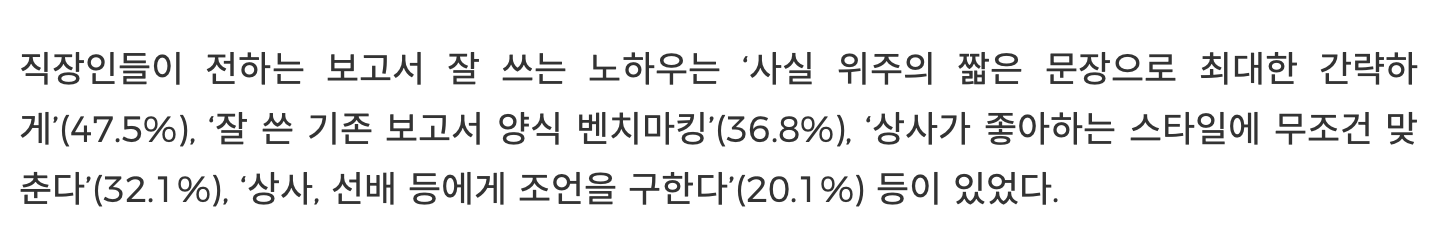 직장인들이 전하는 보고서 잘 쓰는 노하우는 ‘사실 위주의 짧은 문장으로 최대한 간략하
게’(47.5%), ‘잘 쓴 기존 보고서 양식 벤치마킹’(36.8%), ‘상사가 좋아하는 스타일에 무조건 맞
춘다’(32.1%), ‘상사, 선배 등에게 조언을 구한다’(20.1%) 등이 있었다.